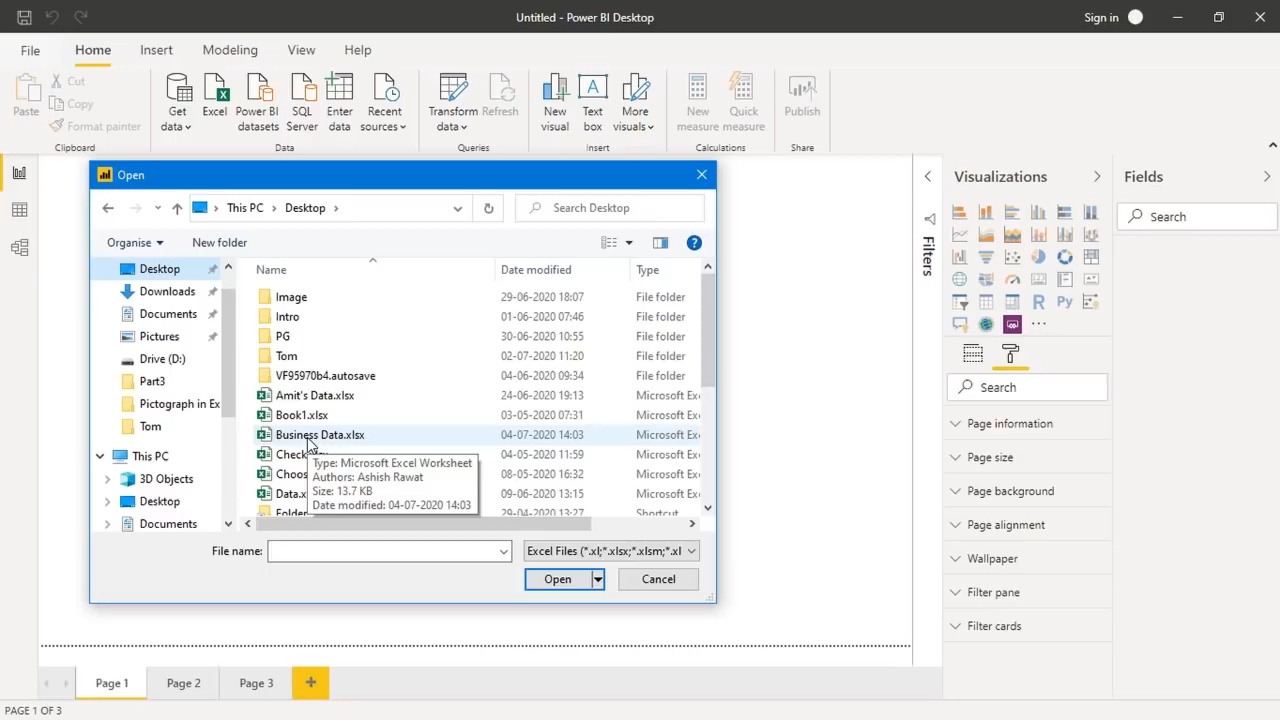 Untitled - Power BI Desktop
Sign in
File Home Insert Modeling View Help
Paste
Cut
Copy
Format painter
Clipboard
Get data
Excel
Power BI datasets
SQL Server
Enter data
Recent sources
Data
Transform data
Refresh
Queries
New visual
Text box
More visuals
Insert
New measure
Quick measure
Calculations
Publish
Share
Open
This PC › Desktop ›
Search Desktop
Organise
New folder
Desktop
Downloads
Documents
Pictures
Drive (D:)
Part3
Pictograph in Ex
Tom
This PC
3D Objects
Desktop
Documents
Name Date modified Type
Image 29-06-2020 18:07 File folder
Intro 01-06-2020 07:46 File folder
PG 30-06-2020 10:55 File folder
Tom 02-07-2020 11:20 File folder
VF95970b4.autosave 04-06-2020 09:34 File folder
Amit's Data.xlsx 24-06-2020 19:13 Microsoft Ex
Book1.xlsx 03-05-2020 07:31 Microsoft Ex
Business Data.xlsx 04-07-2020 14:03 Microsoft Ex
Check 04-05-2020 11:59 Microsoft Ex
Choos 08-05-2020 16:32 Microsoft Ex
Data.x 09-06-2020 13:15 Microsoft Ex
Folder 29-04-2020 13:27 Shortcut
Type: Microsoft Excel Worksheet
Authors: Ashish Rawat
Size: 13.7 KB
Date modified: 04-07-2020 14:03
File name:
Excel Files (*.xl;*.xlsx;*.xlsm;*.xl
Open
Cancel
Filters
Visualizations
R
Py
Search
Page information
Page size
Page background
Page alignment
Wallpaper
Filter pane
Filter cards
Fields
Search
Page 1
Page 2
Page 3
PAGE 1 OF 3